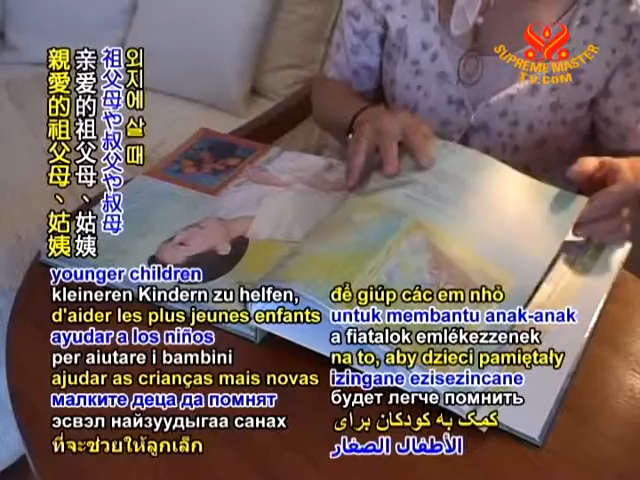 SUPREME MASTER
TV.COM
외지에 살 때
祖父母や叔父や叔母
亲爱的祖父母、姑姨
親愛的祖父母、姑姨
younger children
kleineren Kindern zu helfen,
d'aider les plus jeunes enfants
ayudar a los niños
per aiutare i bambini
ajudar as crianças mais novas
малките деца да помнят
эсвэл найзуудыгаа санах
ที่จะช่วยให้ลูกเล็ก
để giúp các em nhỏ
untuk membantu anak-anak
a fiatalok emlékezzenek
na to, aby dzieci pamiętały
izingane ezisezincane
будет легче помнить
کمک به کودکان برای
الأطفال الصغار